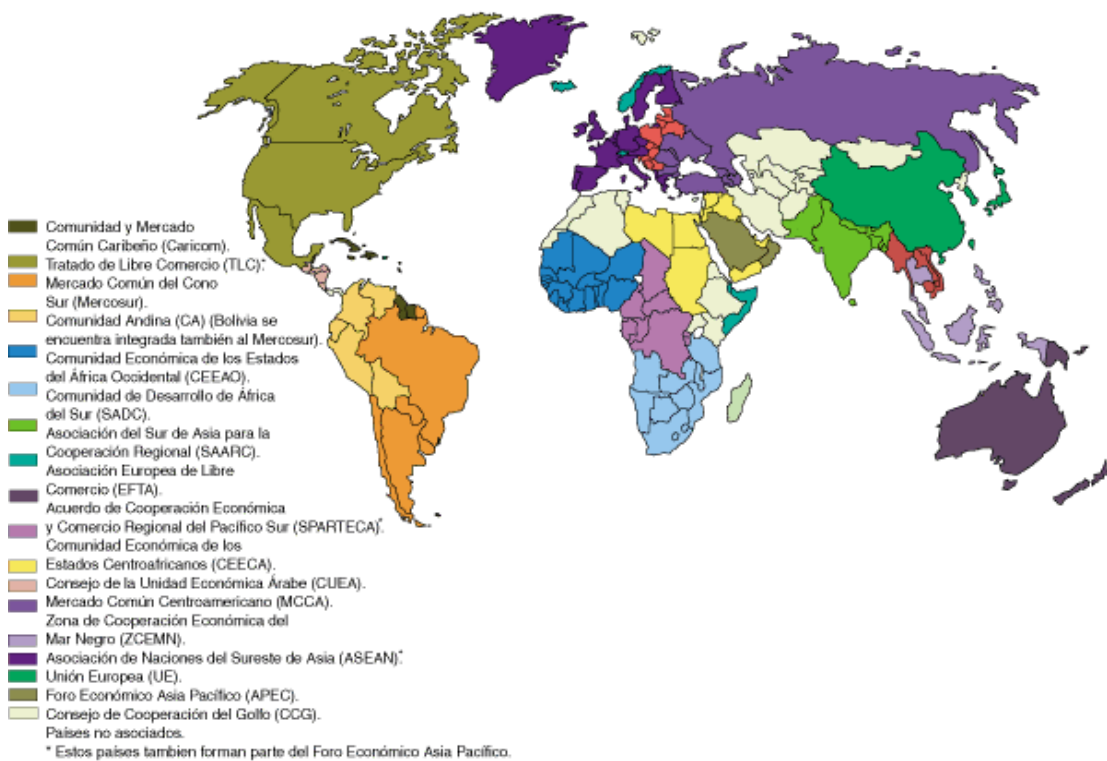 Comunidad y Mercado
Común Caribeño (Caricom).
Tratado de Libre Comercio (TLC)*.
Mercado Común del Cono
Sur (Mercosur).
Comunidad Andina (CA) (Bolivia se
encuentra integrada también al Mercosur).
Comunidad Económica de los Estados
del África Occidental (CEEAO).
Comunidad de Desarrollo de África
del Sur (SADC).
Asociación del Sur de Asia para la
Cooperación Regional (SAARC).
Asociación Europea de Libre
Comercio (EFTA).
Acuerdo de Cooperación Económica
y Comercio Regional del Pacífico Sur (SPARTECA)*.
Comunidad Económica de los
Estados Centroafricanos (CEECA).
Consejo de la Unidad Económica Árabe (CUEA).
Mercado Común Centroamericano (MCCA).
Zona de Cooperación Económica del
Mar Negro (ZCEMN).
Asociación de Naciones del Sureste de Asia (ASEAN)*.
Unión Europea (UE).
Foro Económico Asia Pacífico (APEC).
Consejo de Cooperación del Golfo (CCG).
Países no asociados.
* Estos países tambien forman parte del Foro Económico Asia Pacífico.